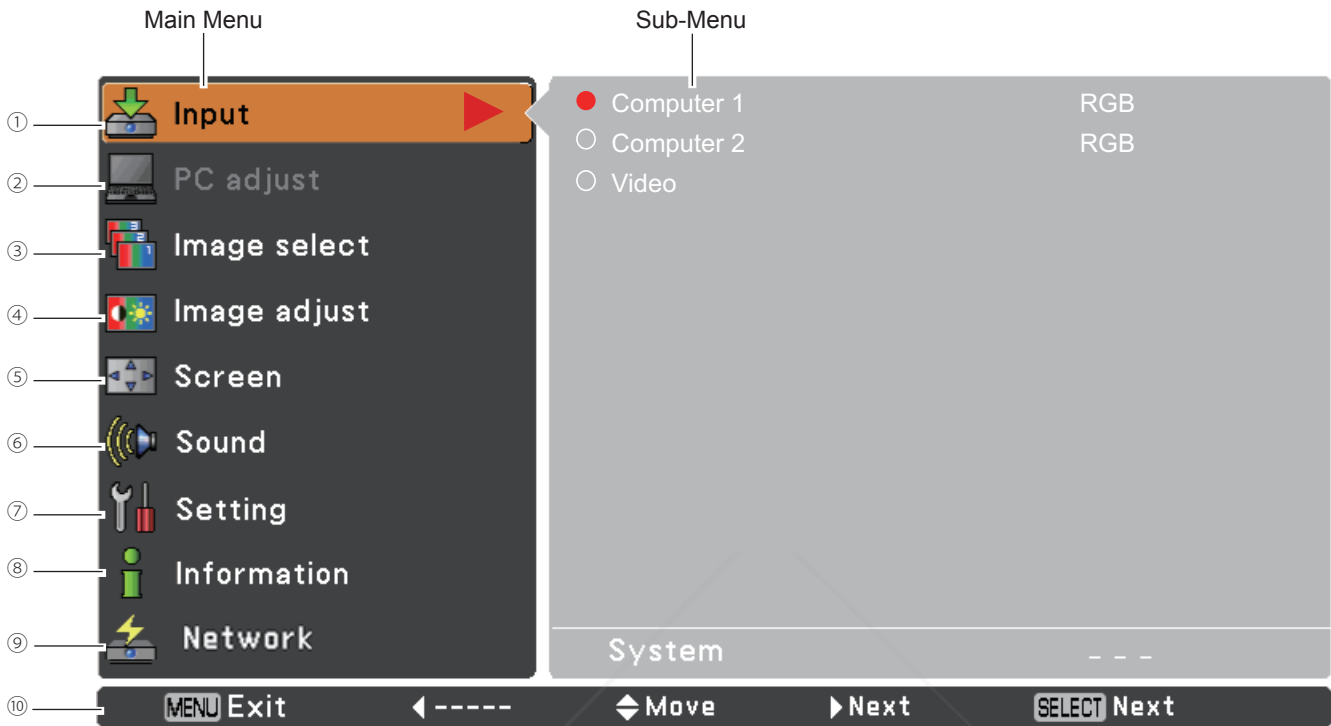 Main Menu Sub-Menu
① Input Computer 1 RGB
Computer 2 RGB
② PC adjust Video
③ Image select
④ Image adjust
⑤ Screen
⑥ Sound
⑦ Setting
⑧ Information
⑨ Network System _ _ _
⑩ MENU Exit ----- Move Next SELECT Next